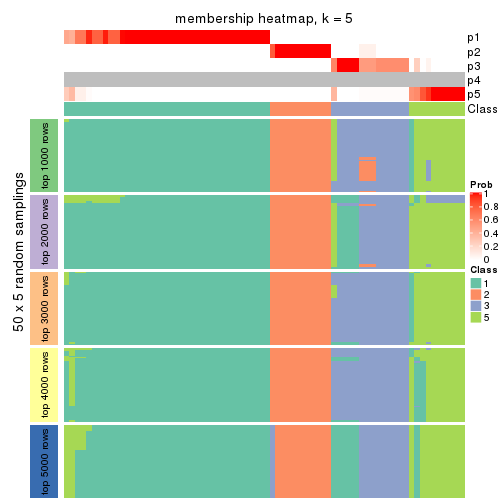 membership heatmap, k = 5
p1
p2
p3
p4
p5
Class
50 x 5 random samplings
top 1000 rows
top 2000 rows
top 3000 rows
top 4000 rows
top 5000 rows
Prob
1
0.8
0.6
0.4
0.2
0
Class
1
2
3
5